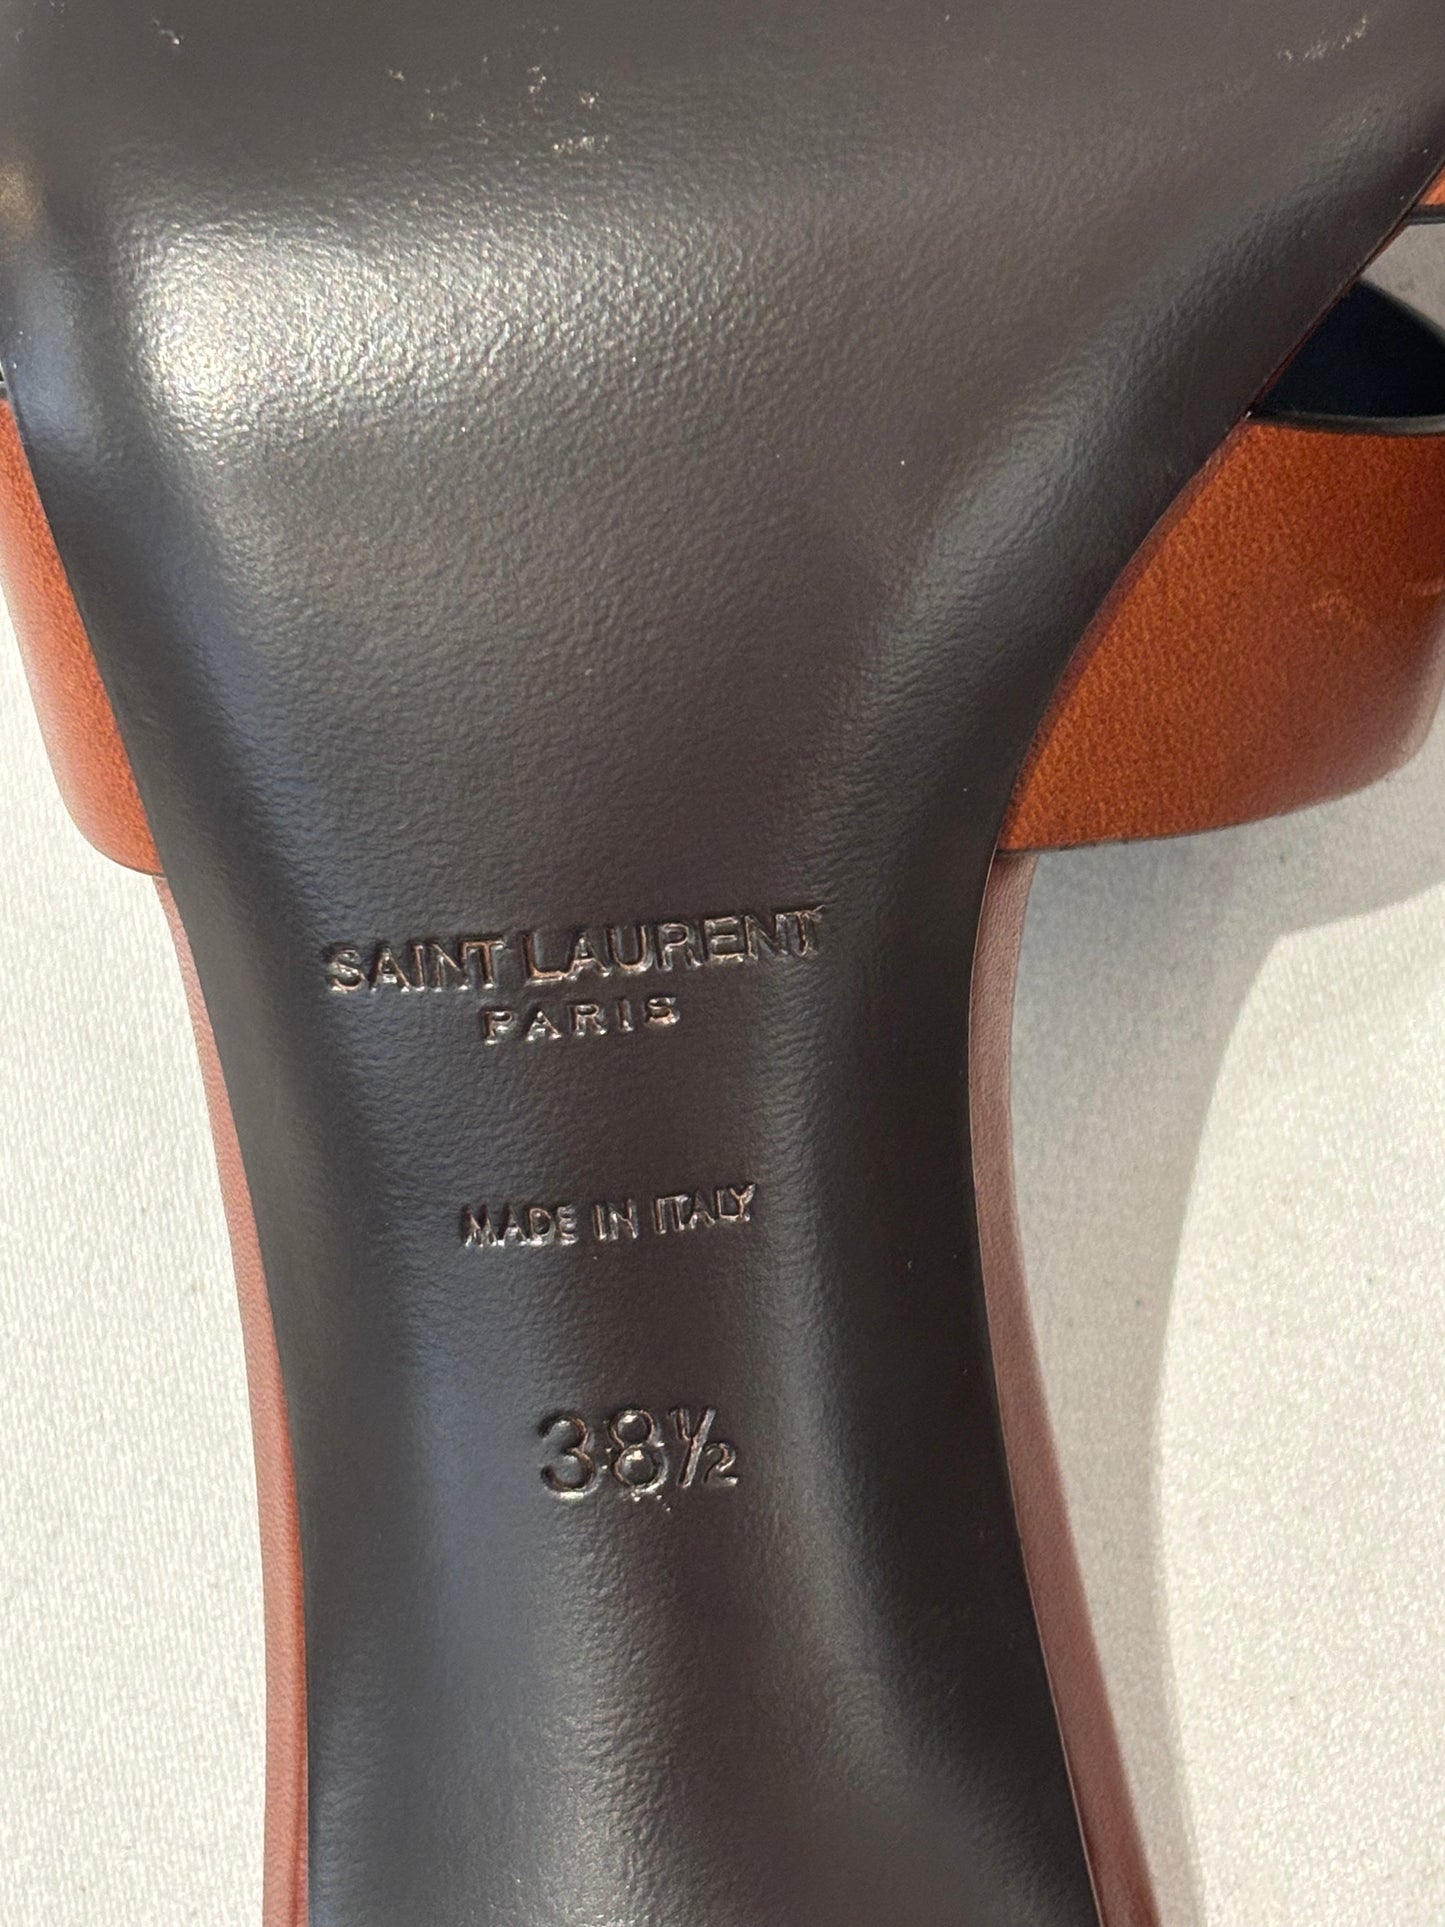 SAINT LAURENT
PARIS
MADE IN ITALY
38½